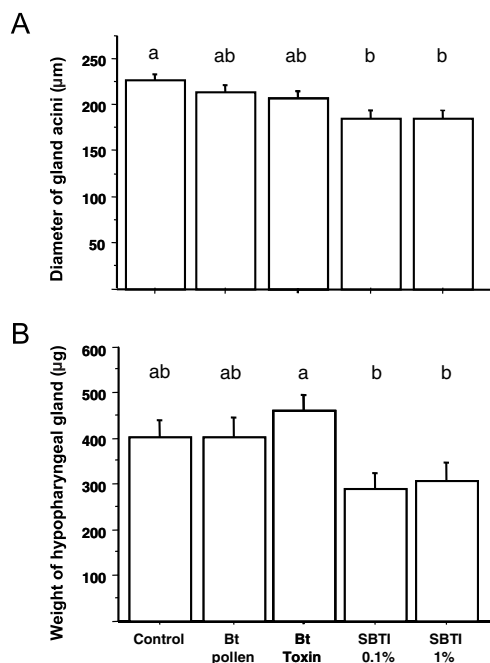 A
Diameter of gland acini (µm)
250
200
150
100
50
a ab ab b b
B
Weight of hypopharyngeal gland (µg)
600
500
400
300
200
100
ab ab a b b
Control Bt Bt SBTI SBTI
pollen Toxin 0.1% 1%